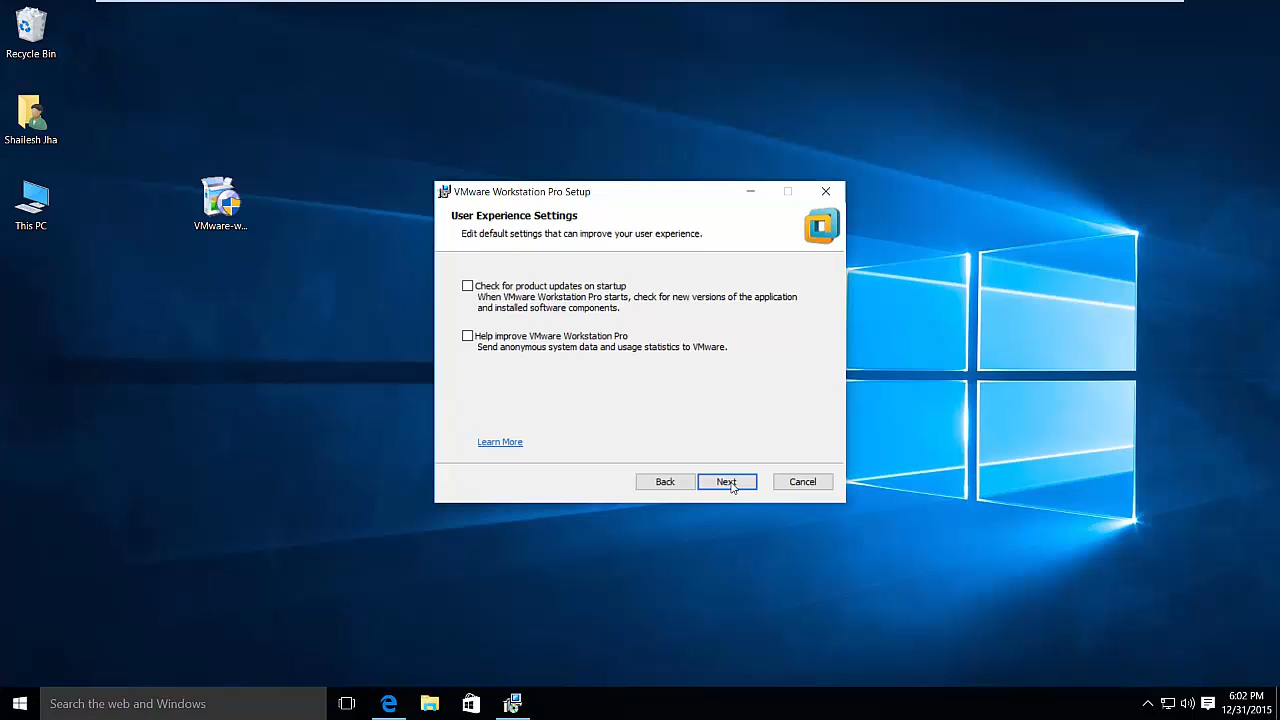 Recycle Bin
Shailesh Jha
This PC
VMware-w...
VMware Workstation Pro Setup
User Experience Settings
Edit default settings that can improve your user experience.
Check for product updates on startup
When VMware Workstation Pro starts, check for new versions of the application
and installed software components.
Help improve VMware Workstation Pro
Send anonymous system data and usage statistics to VMware.
Learn More
Back
Next
Cancel
Search the web and Windows
6:02 PM
12/31/2015